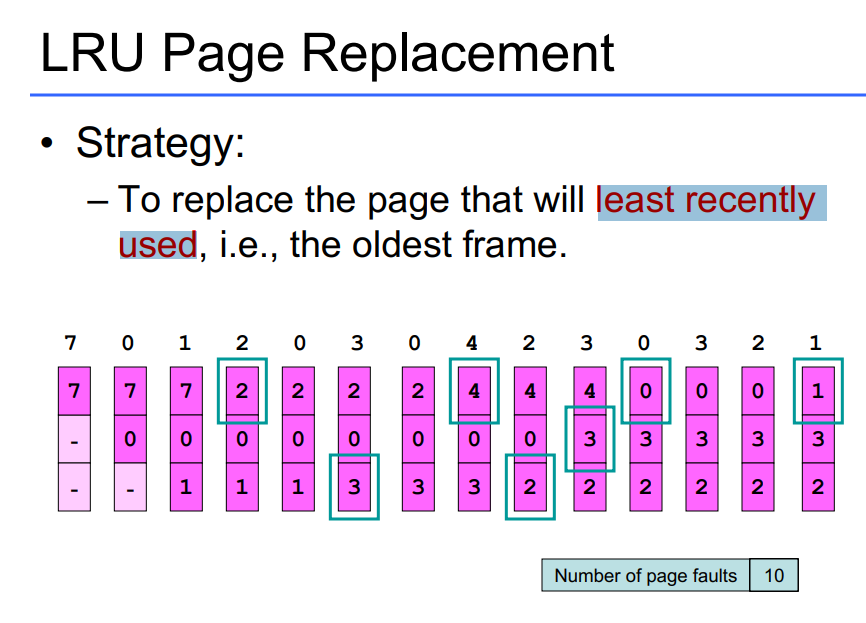 LRU Page Replacement
• Strategy:
– To replace the page that will least recently
used, i.e., the oldest frame.
7 0 1 2 0 3 0 4 2 3 0 3 2 1
7 7 7 2 2 2 2 4 4 4 0 0 0 1
- 0 0 0 0 0 0 0 0 3 3 3 3 3
- - 1 1 1 3 3 3 2 2 2 2 2 2
Number of page faults 10